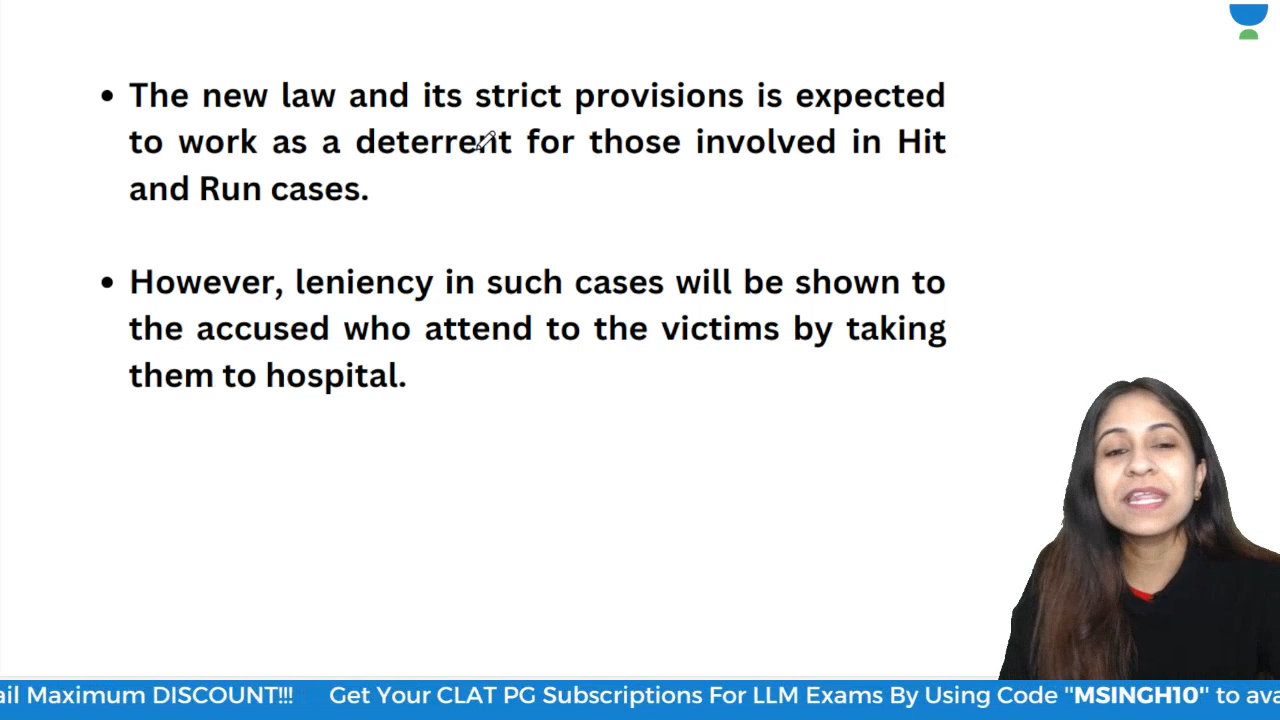 • The new law and its strict provisions is expected
to work as a deterrent for those involved in Hit
and Run cases.
• However, leniency in such cases will be shown to
the accused who attend to the victims by taking
them to hospital.
ail Maximum DISCOUNT!!! Get Your CLAT PG Subscriptions For LLM Exams By Using Code "MSINGH10" to ava